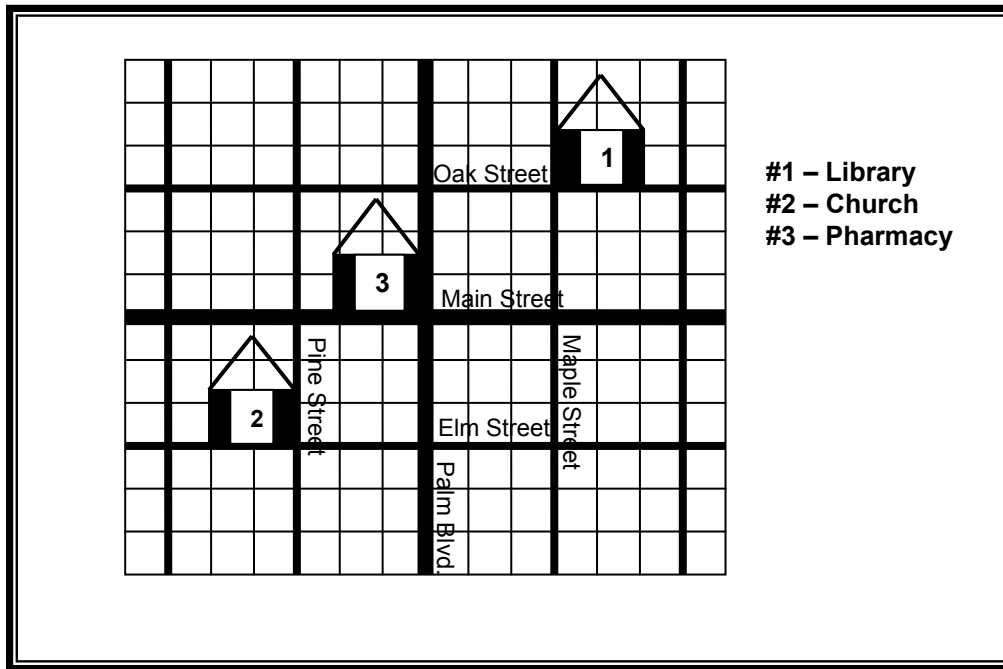 1
Oak Street
#1 – Library
#2 – Church
#3 – Pharmacy
3
Main Street
Pine Street
Maple Street
2
Elm Street
Palm Blvd.